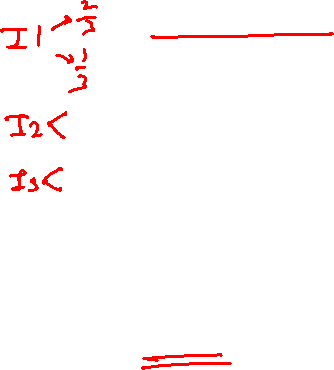 I1 → 2/3
→ 1/3
I2 <
I3 <